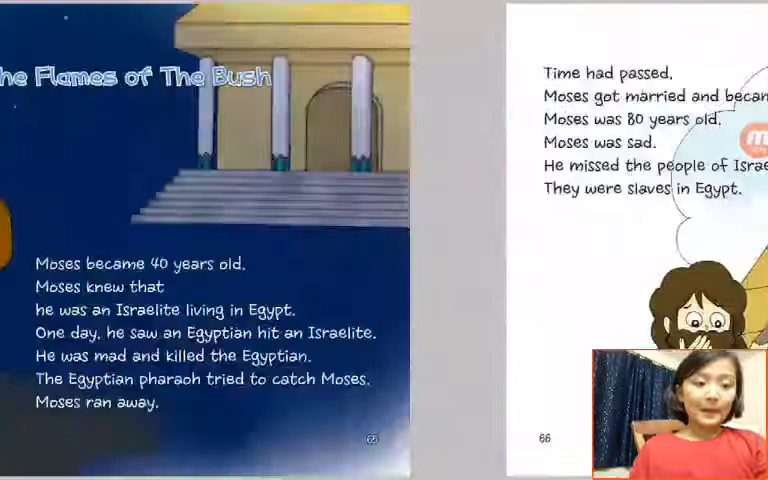 he Flames of The Bush
Moses became 40 years old.
Moses knew that
he was an Israelite living in Egypt.
One day, he saw an Egyptian hit an Israelite.
He was mad and killed the Egyptian.
The Egyptian pharaoh tried to catch Moses.
Moses ran away.
65
Time had passed.
Moses got married and becam
Moses was 80 years old.
Moses was sad.
He missed the people of Israe
They were slaves in Egypt.
66